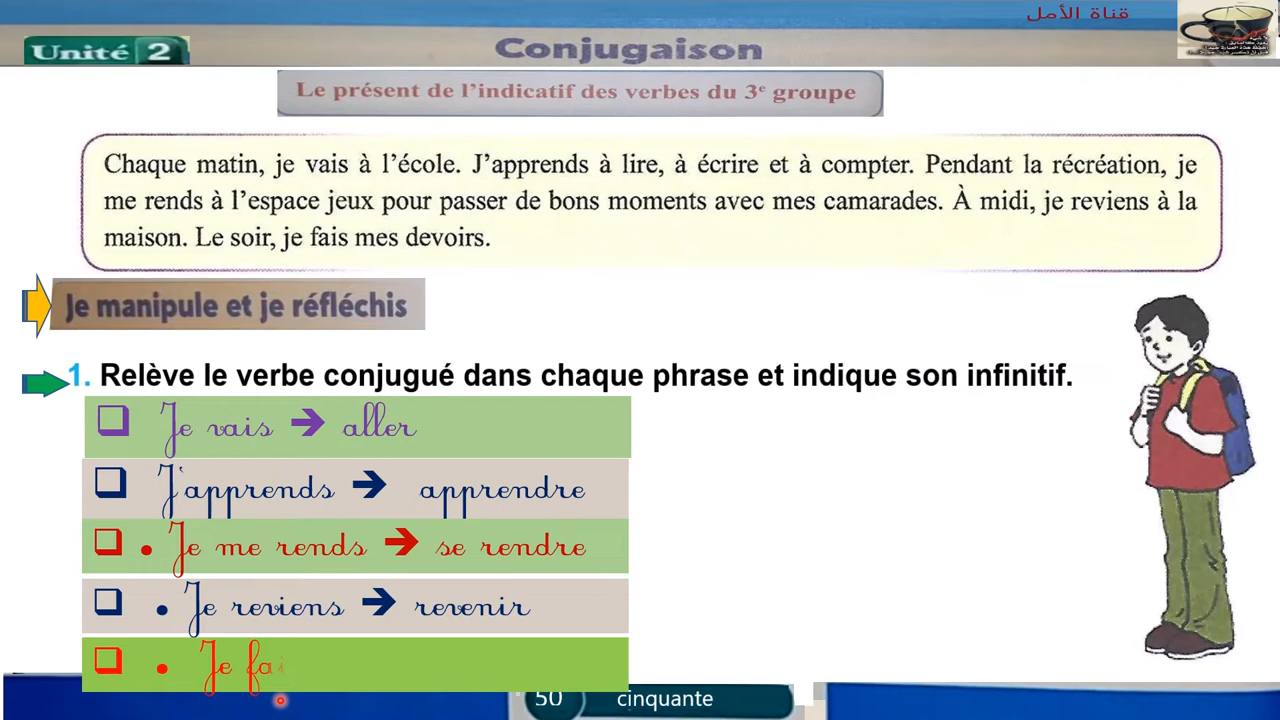 قناة الأمل
Unité 2
Conjugaison
Le présent de l'indicatif des verbes du 3e groupe
Chaque matin, je vais à l'école. J'apprends à lire, à écrire et à compter. Pendant la récréation, je
me rends à l'espace jeux pour passer de bons moments avec mes camarades. À midi, je reviens à la
maison. Le soir, je fais mes devoirs.
Je manipule et je réfléchis
1. Relève le verbe conjugué dans chaque phrase et indique son infinitif.
❑ Je vais ➔ aller
❑ J'apprends ➔ apprendre
❑ • Je me rends ➔ se rendre
❑ • Je reviens ➔ revenir
❑ • Je fai
50 cinquante